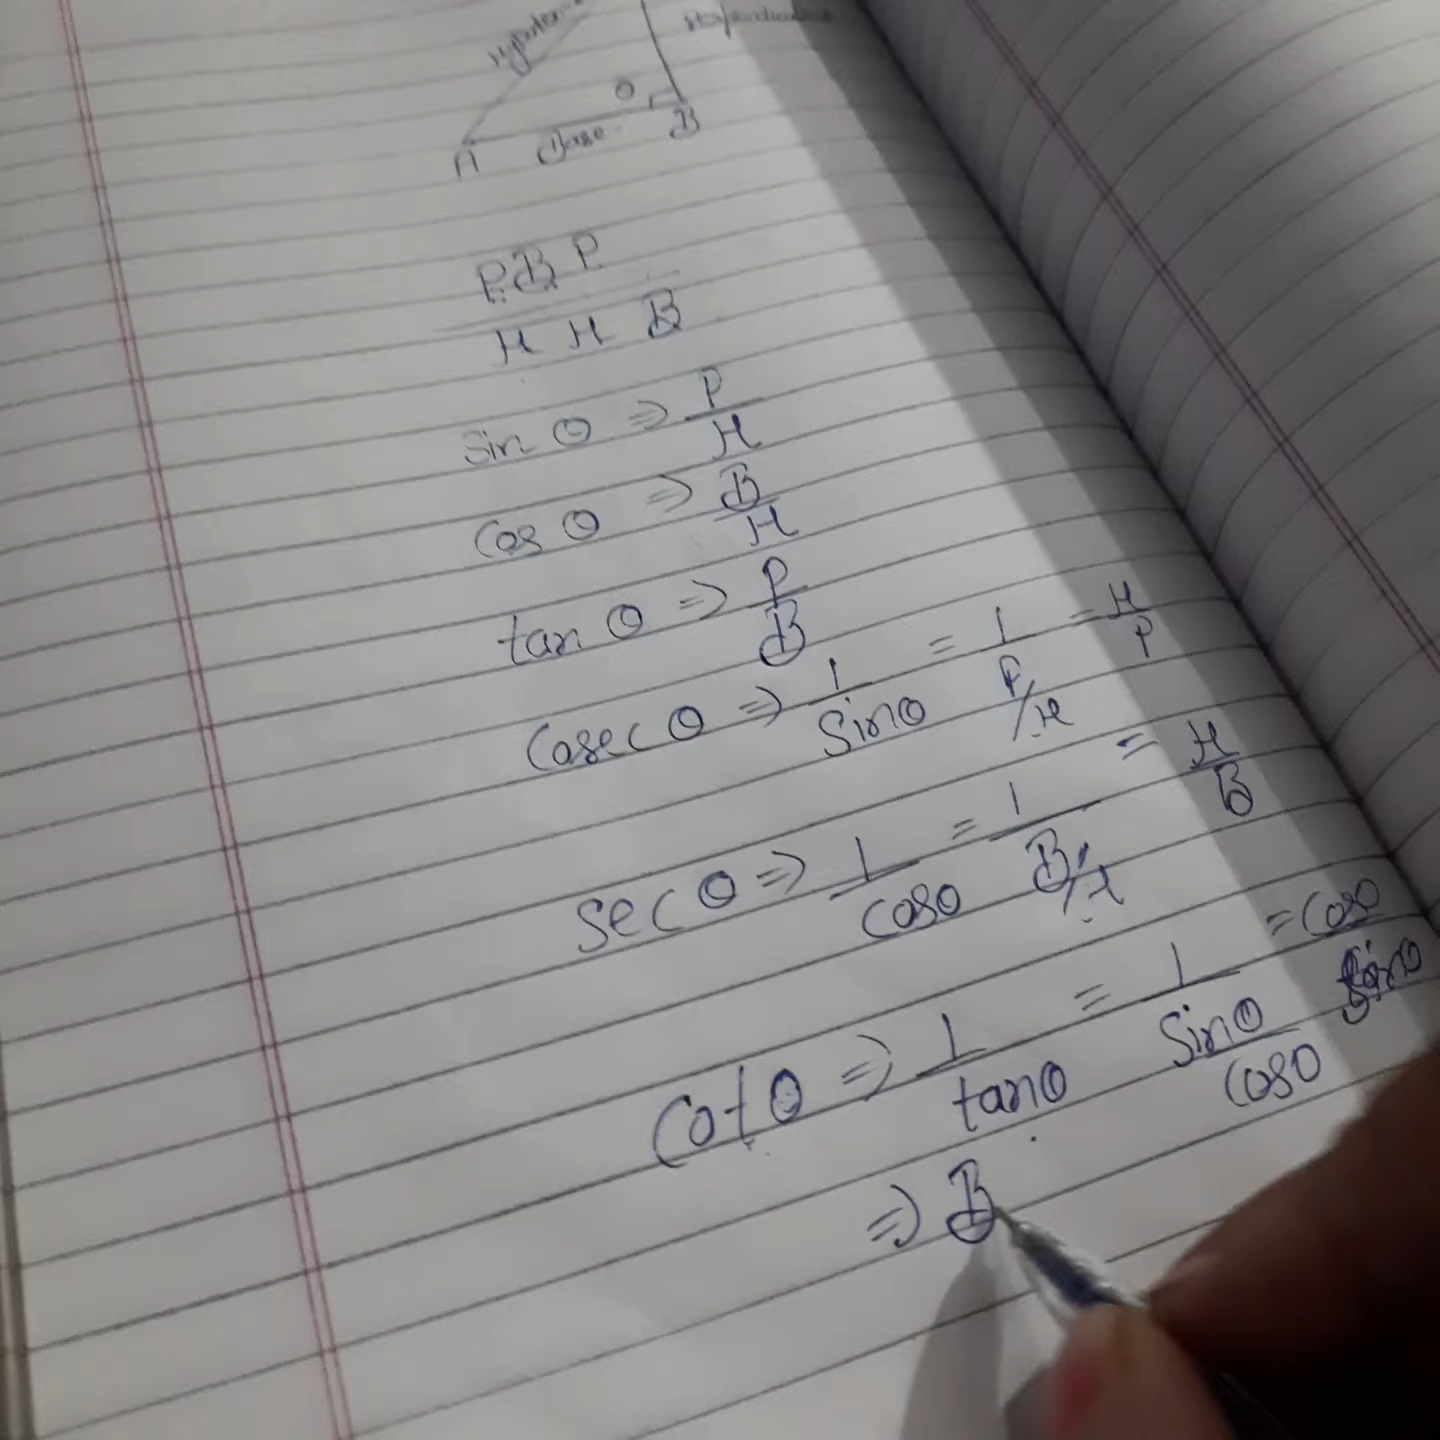 Base
θ
A
B
P B P
H H B
sin θ ⇒ P/H
Cos θ ⇒ B/H
tan θ ⇒ P/B
Cosec θ ⇒ 1/Sinθ = 1/P/H = H/P
sec θ ⇒ 1/cosθ = 1/B/H = H/B
Cot θ ⇒ 1/tanθ = 1/Sinθ/Cosθ = Cosθ/Sinθ
⇒ B